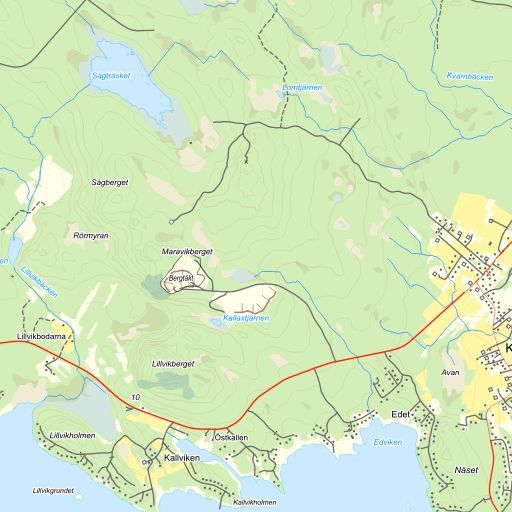 Sågträsket
Kvarnbäcken
Lomtjärnen
Sågberget
Rörmyran
Maravikberget
Bergtäkt
Lillvikbäcken
Kallaxtjärnen
Lillvikbodarna
Lillvikberget
Avan
10
Edet
Lillvikholmen
Östkallen
Edviken
Kallviken
Näset
Lillvikgrundet
Kallvikholmen
K